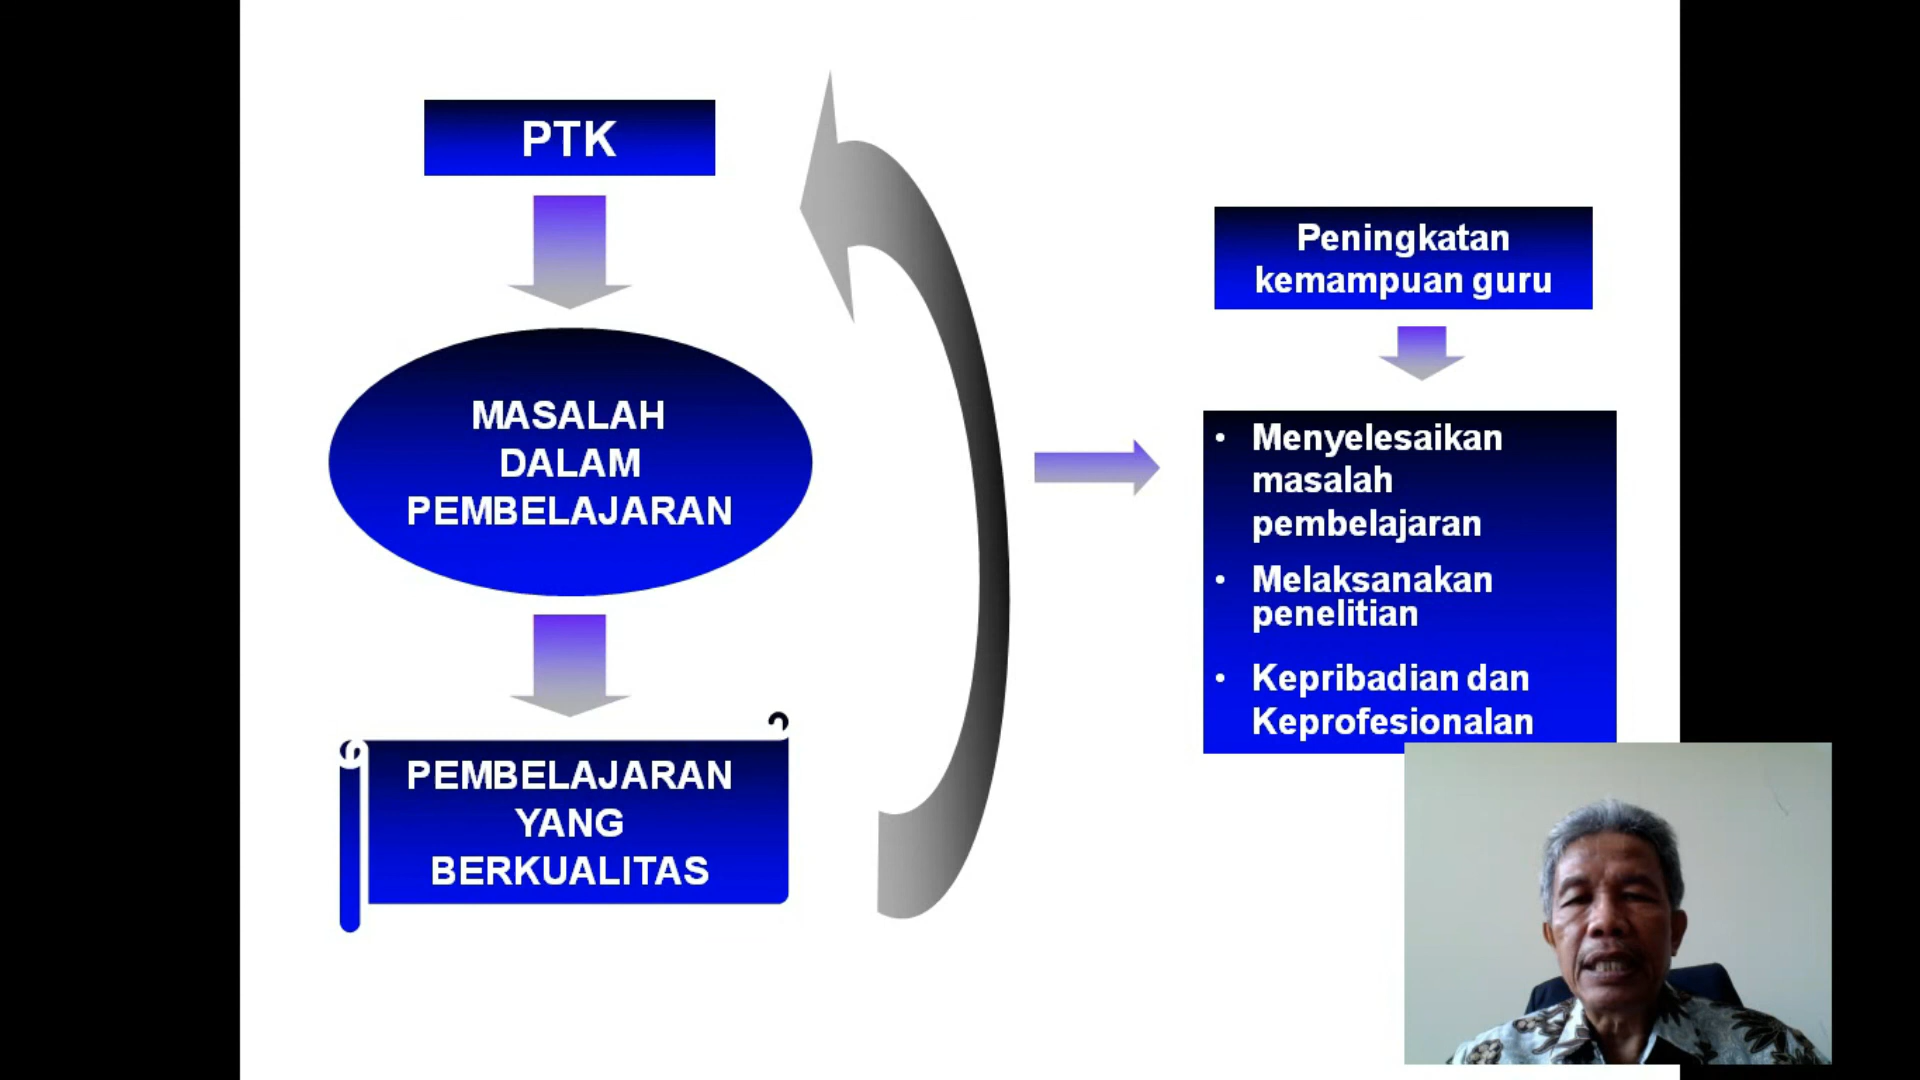 PTK
MASALAH
DALAM
PEMBELAJARAN
PEMBELAJARAN
YANG
BERKUALITAS
Peningkatan
kemampuan guru
• Menyelesaikan
masalah
pembelajaran
• Melaksanakan
penelitian
• Kepribadian dan
Keprofesionalan